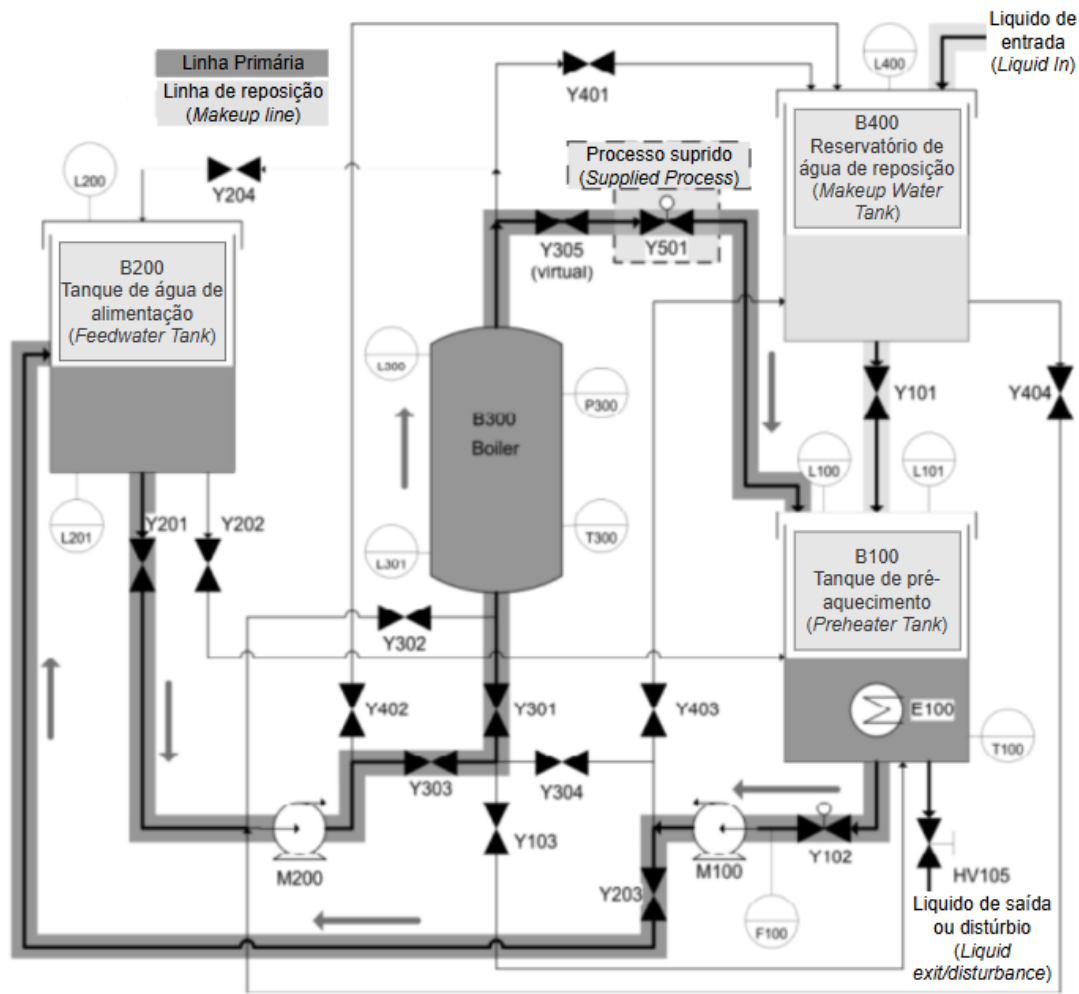 Linha Primária
Linha de reposição
(Makeup line)
Liquido de
entrada
(Liquid In)
L400
Y401
B400
Reservatório de
água de reposição
(Makeup Water
Tank)
Processo suprido
(Supplied Process)
L200
Y204
Y305
(virtual)
Y501
B200
Tanque de água de
alimentação
(Feedwater Tank)
L300
P300
B300
Boiler
Y101
Y404
L100
L101
L201
Y201
Y202
L301
T300
B100
Tanque de pré-
aquecimento
(Preheater Tank)
Y302
Y402
Y301
Y403
E100
T100
Y303
Y304
Y103
M200
M100
Y102
HV105
Y203
F100
Liquido de saída
ou distúrbio
(Liquid
exit/disturbance)